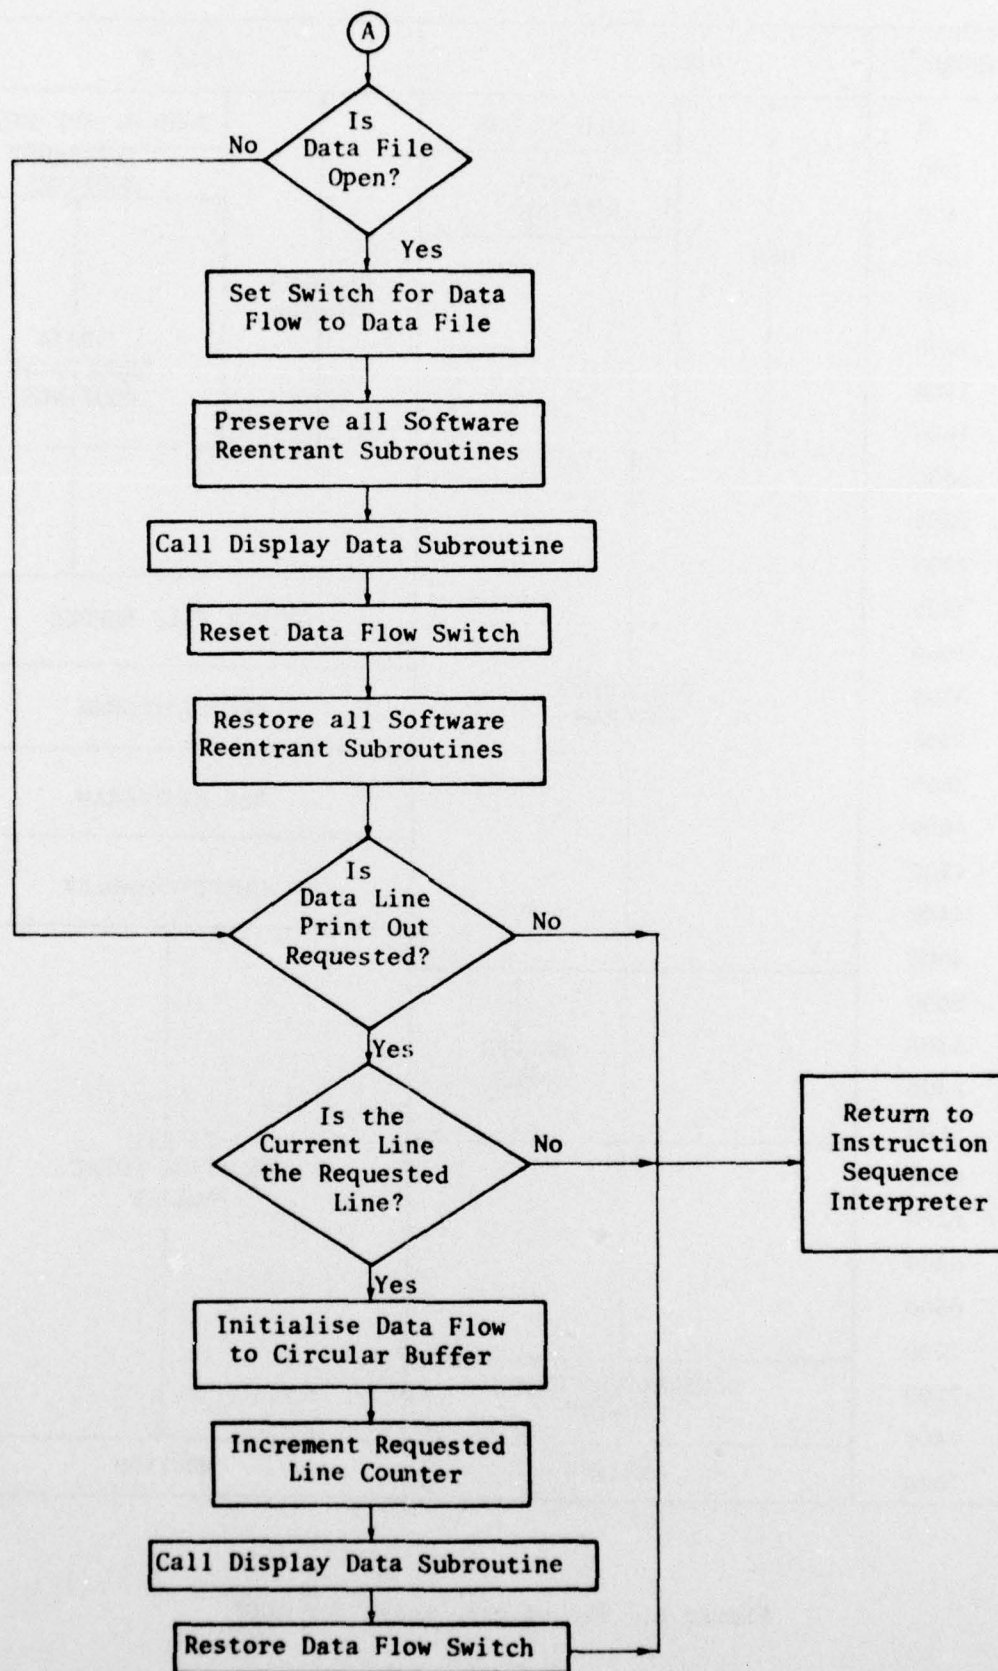 A
Is
Data File
Open?
No
Yes
Set Switch for Data
Flow to Data File
Preserve all Software
Reentrant Subroutines
Call Display Data Subroutine
Reset Data Flow Switch
Restore all Software
Reentrant Subroutines
Is
Data Line
Print Out
Requested?
No
Yes
Is the
Current Line
the Requested
Line?
No
Return to
Instruction
Sequence
Interpreter
Yes
Initialise Data Flow
to Circular Buffer
Increment Requested
Line Counter
Call Display Data Subroutine
Restore Data Flow Switch